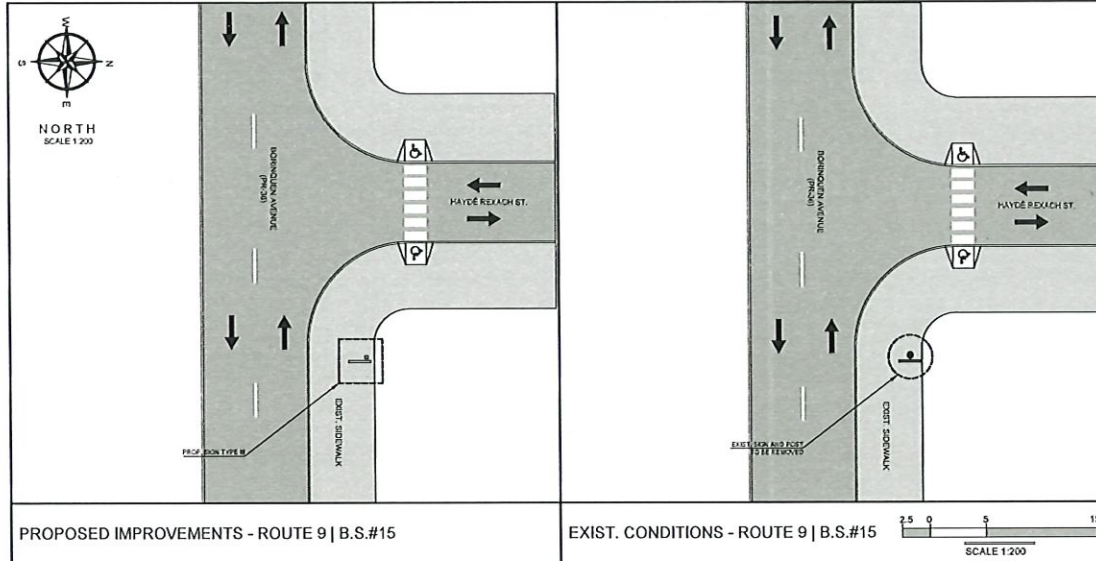 W
S
N
E
NORTH
SCALE 1:200
BORINQUEN AVENUE
(PR-36)
HAYDÉ REXACH ST.
EXIST. SIDEWALK
PROP. SIGN TYPE III
PROPOSED IMPROVEMENTS - ROUTE 9 | B.S.#15
BORINQUEN AVENUE
(PR-36)
HAYDÉ REXACH ST.
EXIST. SIDEWALK
EXIST. SIGN AND POST
TO BE REMOVED
EXIST. CONDITIONS - ROUTE 9 | B.S.#15
2.5 0 5 15
SCALE 1:200